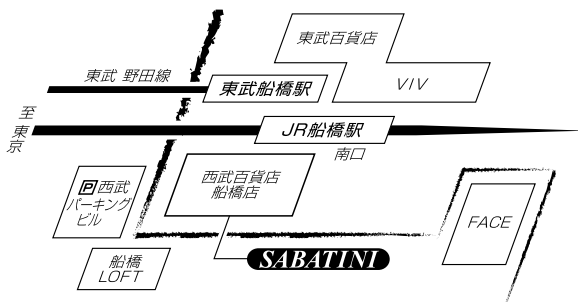 東武百貨店
東武 野田線
東武船橋駅
VIV
至東京
JR船橋駅
南口
西武百貨店
船橋店
P西武
パーキング
ビル
FACE
船橋
LOFT
SABATINI